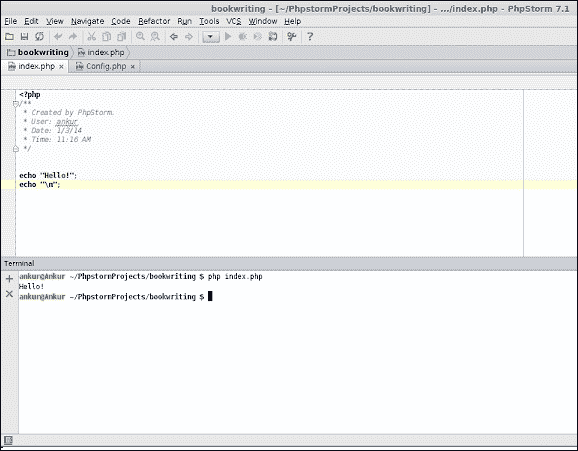 bookwriting - [~/PhpstormProjects/bookwriting] - .../index.php - PhpStorm 7.1
File Edit View Navigate Code Refactor Run Tools VCS Window Help
bookwriting index.php
index.php × Config.php ×
<?php
/**
* Created by PhpStorm.
* User: ankur
* Date: 1/3/14
* Time: 11:16 AM
*/
echo "Hello!";
echo "\n";
Terminal
ankur@Ankur ~/PhpstormProjects/bookwriting $ php index.php
Hello!
ankur@Ankur ~/PhpstormProjects/bookwriting $